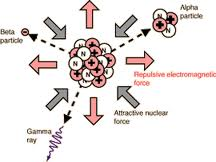 Beta
particle
Alpha
particle
N
N
N
N
N
N
Repulsive electromagnetic
force
Attractive nuclear
force
Gamma
ray